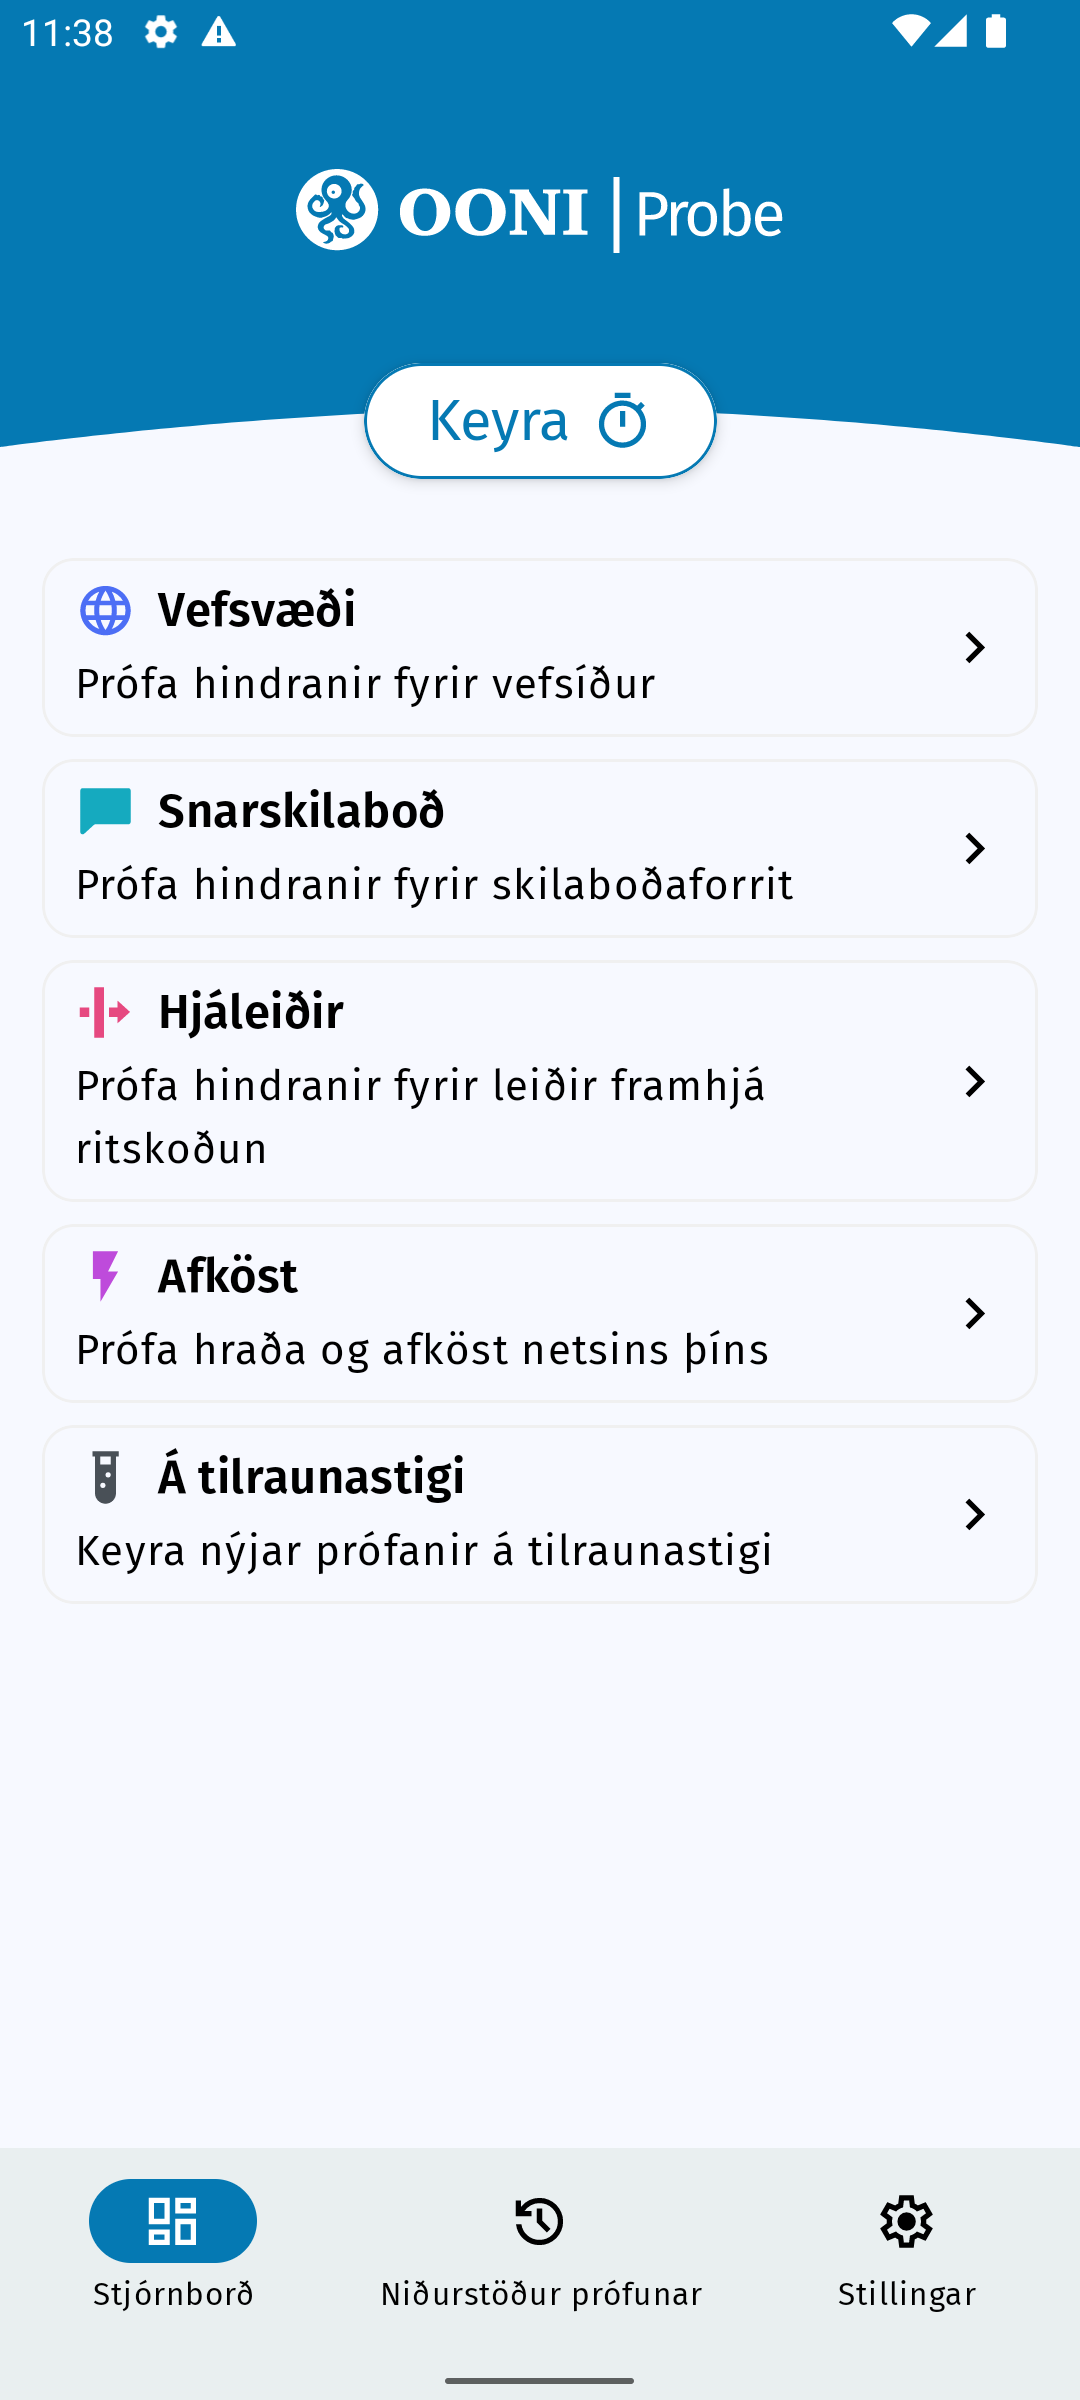 11:38
OONI | Probe
Keyra
Vefsvæði
Prófa hindranir fyrir vefsíður
Snarskilaboð
Prófa hindranir fyrir skilaboðaforrit
Hjáleiðir
Prófa hindranir fyrir leiðir framhjá
ritskoðun
Afköst
Prófa hraða og afköst netsins þíns
Á tilraunastigi
Keyra nýjar prófanir á tilraunastigi
Stjórnborð
Niðurstöður prófunar
Stillingar